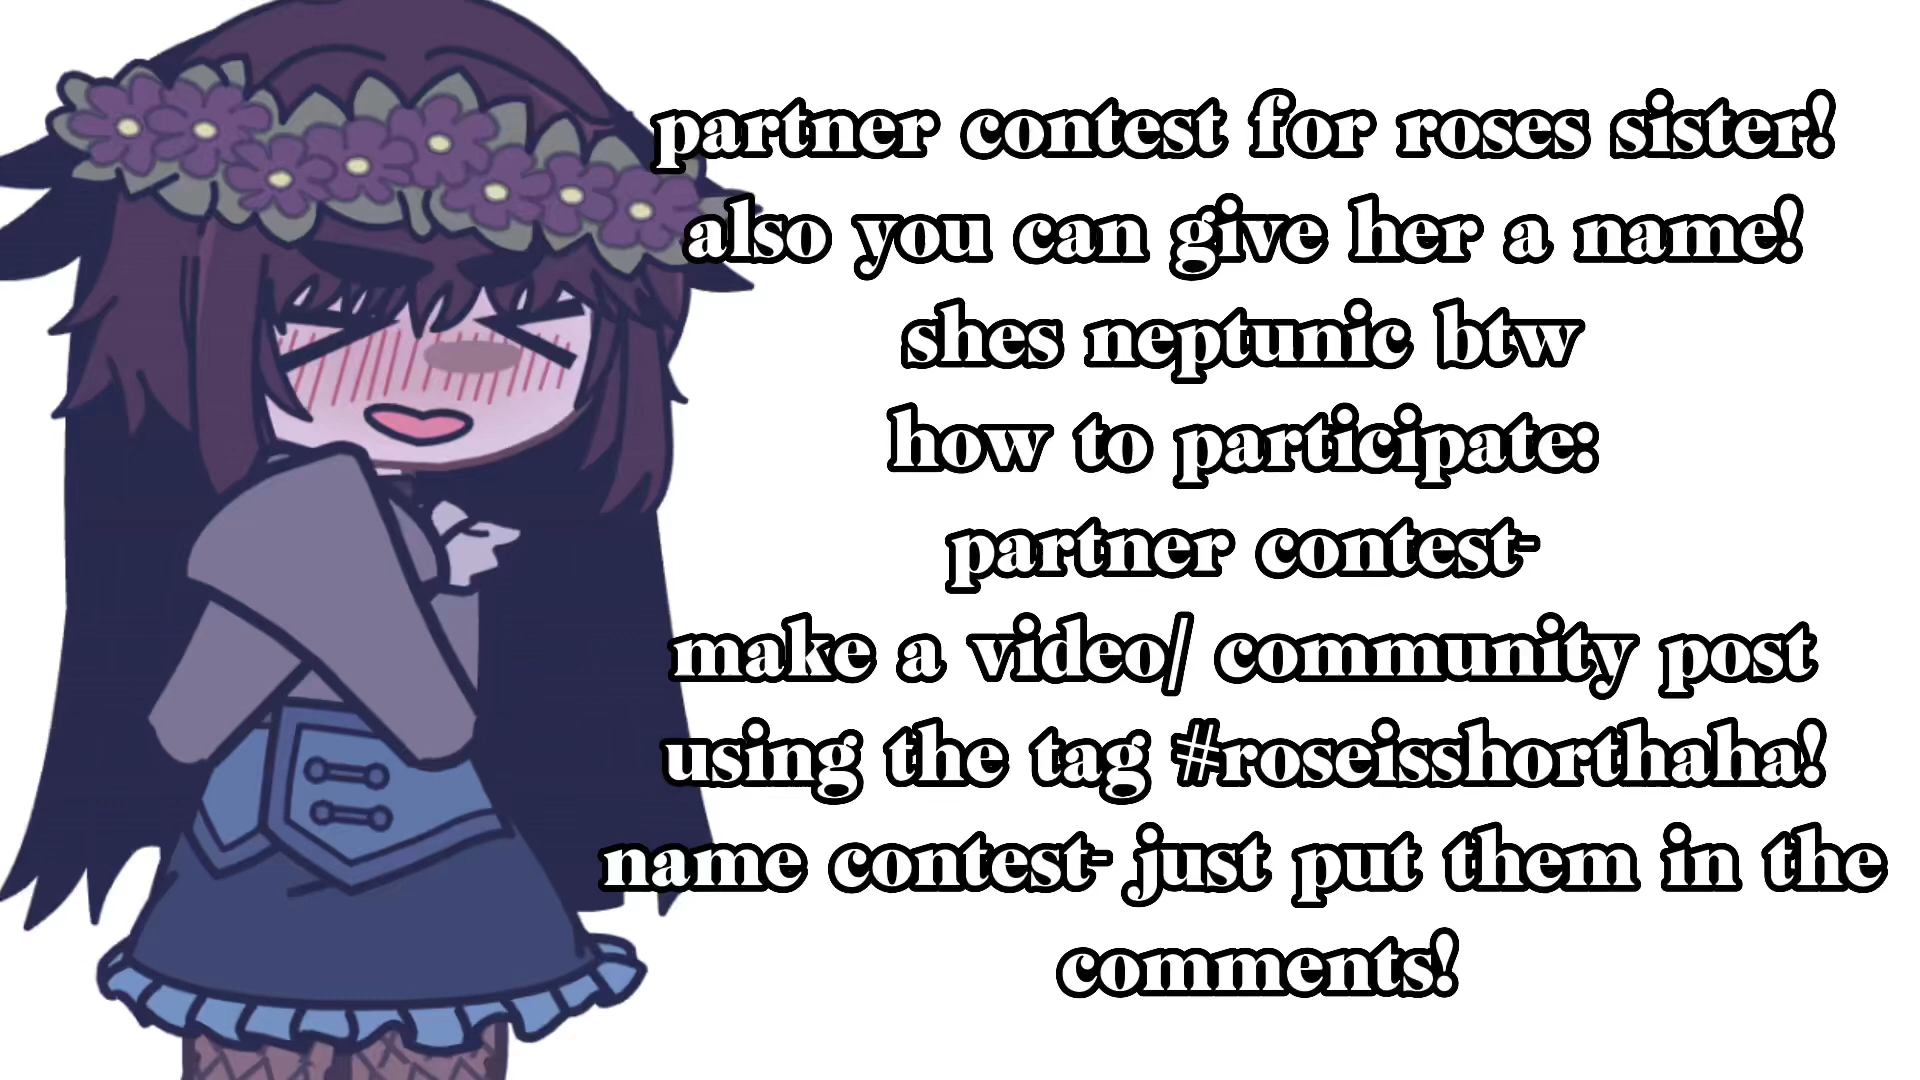 partner contest for roses sister!
also you can give her a name!
shes neptunic btw
how to participate:
partner contest-
make a video/ community post
using the tag #roseisshorthaha!
name contest- just put them in the
comments!